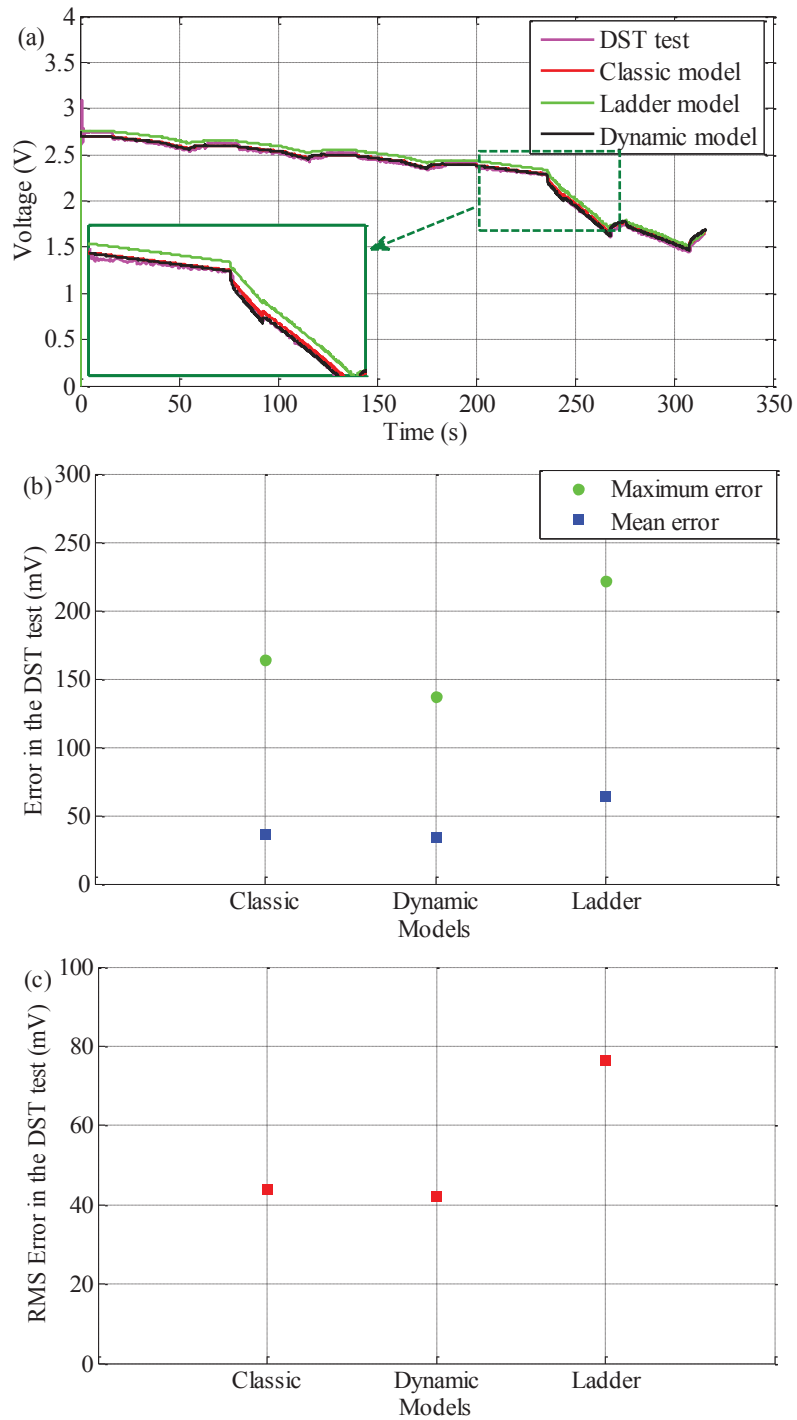 (a)
DST test
Classic model
Ladder model
Dynamic model
Voltage (V)
4
3.5
3
2.5
2
1.5
1
0.5
0
0 50 100 150 200 250 300 350
Time (s)
(b)
Maximum error
Mean error
Error in the DST test (mV)
300
250
200
150
100
50
0
Classic Dynamic Ladder
Models
(c)
RMS Error in the DST test (mV)
100
80
60
40
20
0
Classic Dynamic Ladder
Models